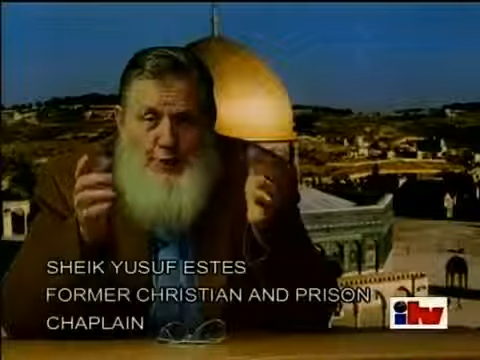 SHEIK YUSUF ESTES
FORMER CHRISTIAN AND PRISON
CHAPLAIN
itv